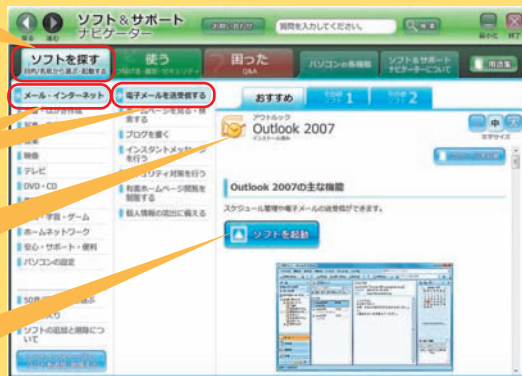 ソフト&サポート
ナビゲーター
お問い合わせ
質問を入力してください。
検索
戻る
進む
最小化
終了
ソフトを探す
目的/名前から選ぶ・起動する
使う
困った
Q&A
パソコンの各機能
ソフト&サポート
ナビゲーターについて
用語集
メール・インターネット
音楽
映像
テレビ
DVD・CD
学習・ゲーム
ホームネットワーク
安心・サポート・便利
パソコンの設定
ソフトの追加と削除につ
いて
電子メールを送受信する
ホームページを見る・検
索する
ブログを書く
インスタントメッセージ
を行う
セキュリティ対策を行う
有害ホームページ閲覧を
制限する
個人情報の流出に備える
おすすめ
その他
ソフト 1
その他
ソフト 2
アウトルック
Outlook 2007
インストール済み
中
大
文字サイズ
Outlook 2007の主な機能
スケジュール管理や電子メールの送受信ができます。
ソフトを起動